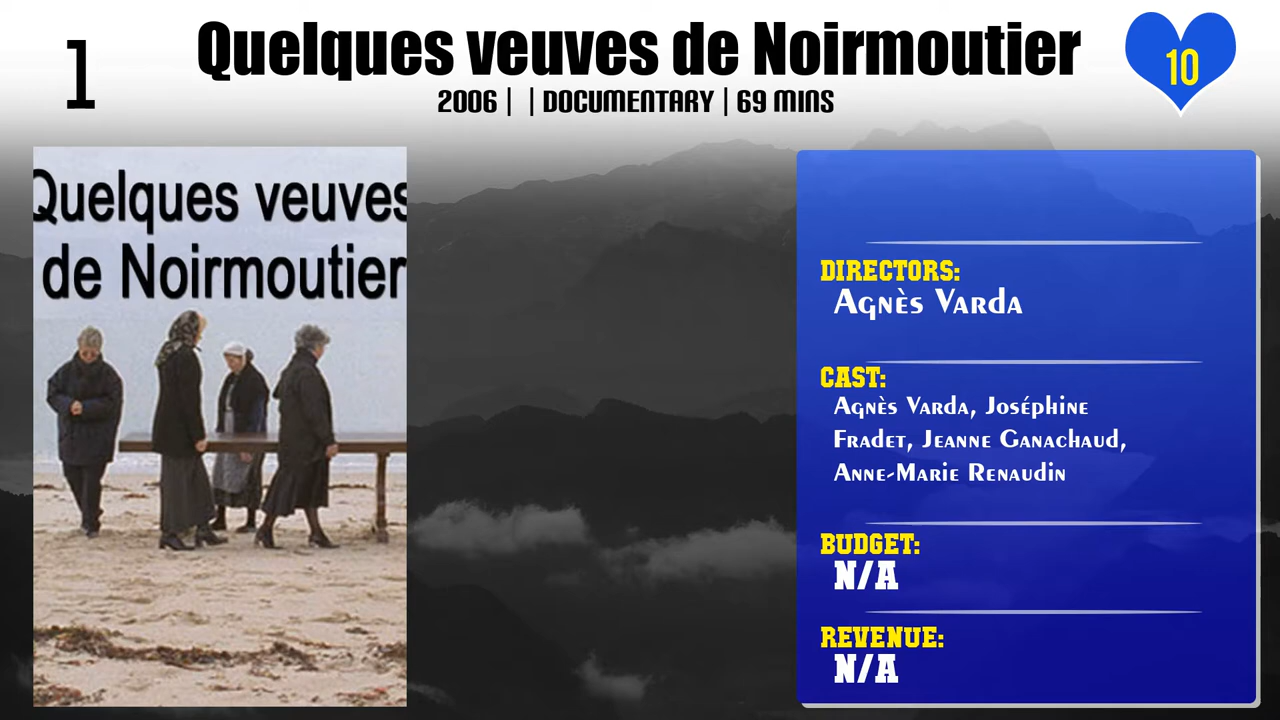 1
Quelques veuves de Noirmoutier
10
2006 | | DOCUMENTARY | 69 MINS
Quelques veuves
de Noirmoutier
DIRECTORS:
Agnès Varda
CAST:
Agnès Varda, Joséphine
Fradet, Jeanne Ganachaud,
Anne-Marie Renaudin
BUDGET:
N/A
REVENUE:
N/A